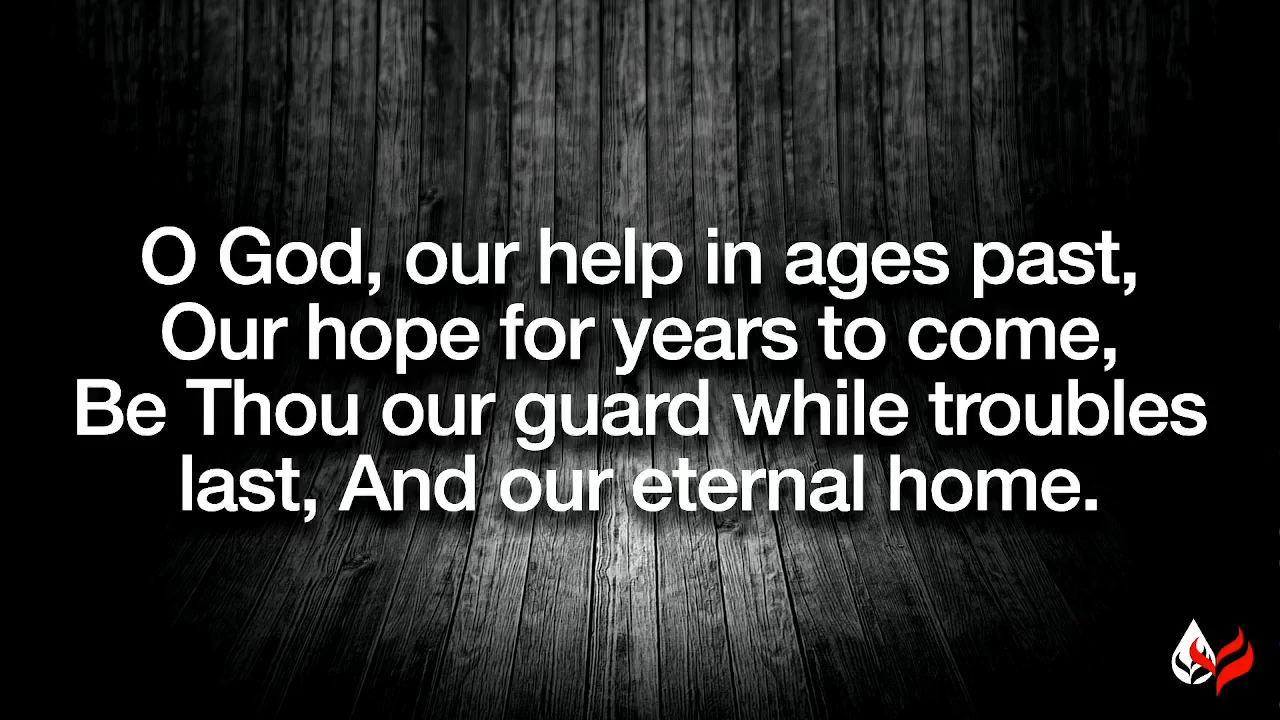 O God, our help in ages past,
Our hope for years to come,
Be Thou our guard while troubles
last, And our eternal home.